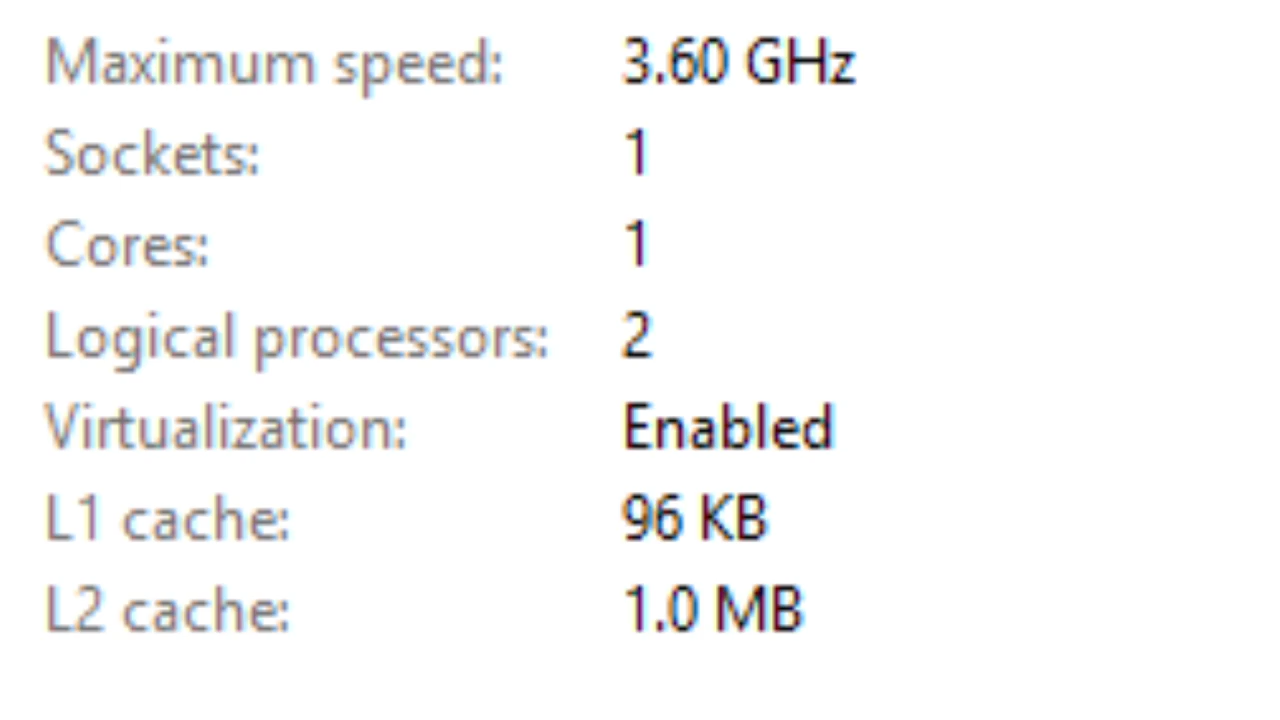 Maximum speed: 3.60 GHz
Sockets: 1
Cores: 1
Logical processors: 2
Virtualization: Enabled
L1 cache: 96 KB
L2 cache: 1.0 MB